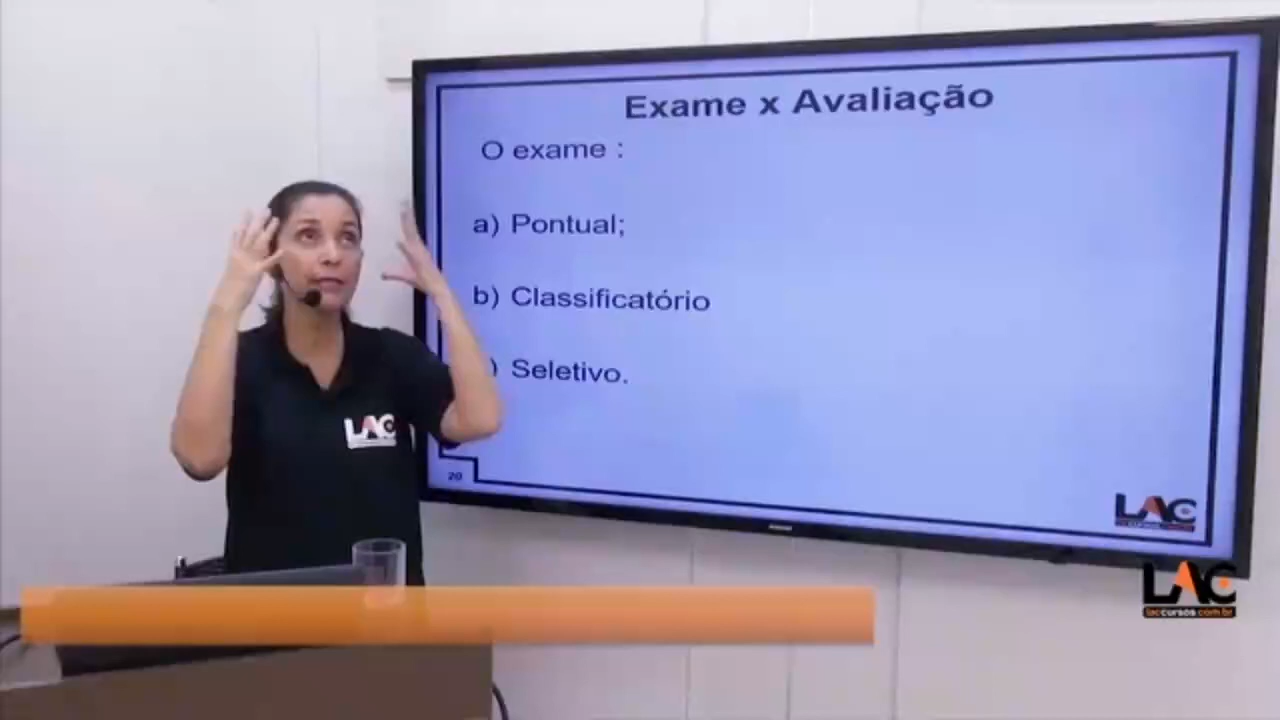 Exame x Avaliação
O exame :
a) Pontual;
b) Classificatório
) Seletivo.
20
LAC
LAC
LAC
laccursos.com.br